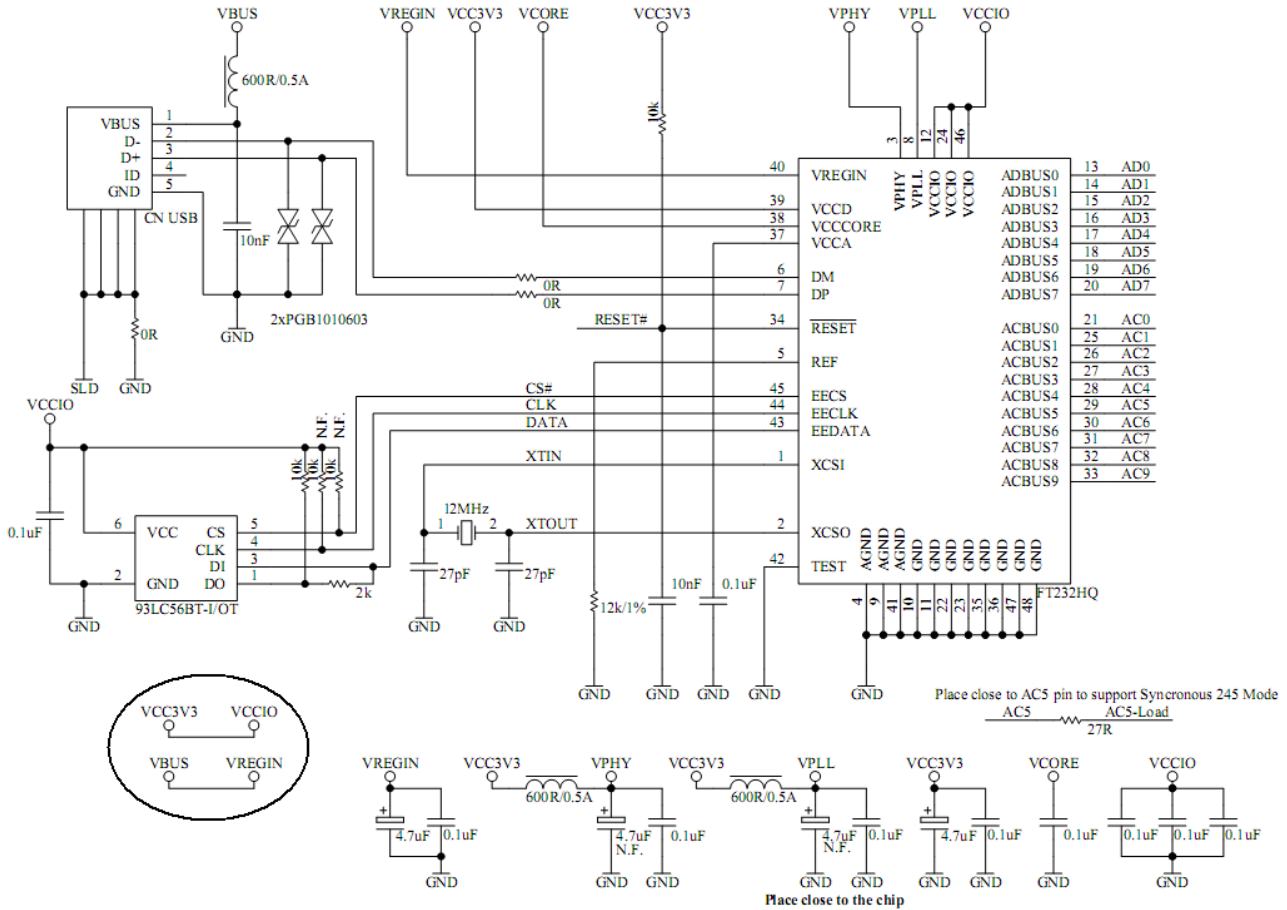 VBUS
VREGIN
VCC3V3
VCORE
VCC3V3
VPHY
VPLL
VCCIO
600R/0.5A
10k
VBUS 1
D- 2
D+ 3
ID 4
GND 5
CN USB
10nF
2xPGB1010603
GND
0R
SLD
GND
3 8 12 24 46
VPHY VPLL VCCIO VCCIO VCCIO
40 VREGIN
39 VCCD
38 VCCCORE
37 VCCA
6 DM
7 DP
0R
0R
RESET# 34 RESET
5 REF
CS# 45 EECS
CLK 44 EECLK
DATA 43 EEDATA
XTIN 1 XCSI
XTOUT 2 XCSO
42 TEST
ADBUS0 13 AD0
ADBUS1 14 AD1
ADBUS2 15 AD2
ADBUS3 16 AD3
ADBUS4 17 AD4
ADBUS5 18 AD5
ADBUS6 19 AD6
ADBUS7 20 AD7
ACBUS0 21 AC0
ACBUS1 25 AC1
ACBUS2 26 AC2
ACBUS3 27 AC3
ACBUS4 28 AC4
ACBUS5 29 AC5
ACBUS6 30 AC6
ACBUS7 31 AC7
ACBUS8 32 AC8
ACBUS9 33 AC9
AGND AGND AGND GND GND GND GND GND GND GND GND
4 9 41 10 11 22 23 35 36 47 48
FT232HQ
VCCIO
N.F.
N.F.
10k
10k
10k
0.1uF
6 VCC CS 5
CLK 4
DI 3
2 GND DO 1
93LC56BT-I/OT
2k
GND
12MHz
1 2
27pF
27pF
GND
GND
12k/1%
10nF
0.1uF
GND
GND
GND
GND
GND
Place close to AC5 pin to support Syncronous 245 Mode
AC5
AC5-Load
27R
VCC3V3
VCCIO
VBUS
VREGIN
VREGIN
4.7uF
0.1uF
GND
VCC3V3
600R/0.5A
VPHY
4.7uF
N.F.
0.1uF
GND
GND
VCC3V3
600R/0.5A
VPLL
4.7uF
N.F.
0.1uF
GND
GND
VCC3V3
4.7uF
0.1uF
GND
GND
VCORE
0.1uF
GND
VCCIO
0.1uF
0.1uF
0.1uF
GND
Place close to the chip